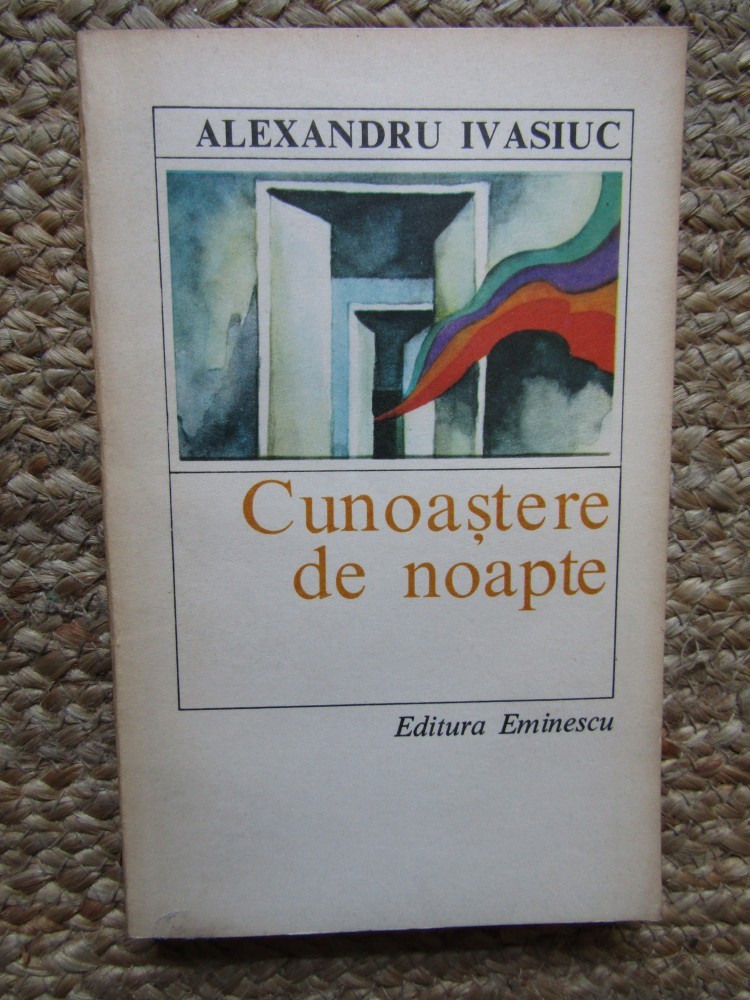 ALEXANDRU IVASIUC
Cunoaștere
de noapte
Editura Eminescu